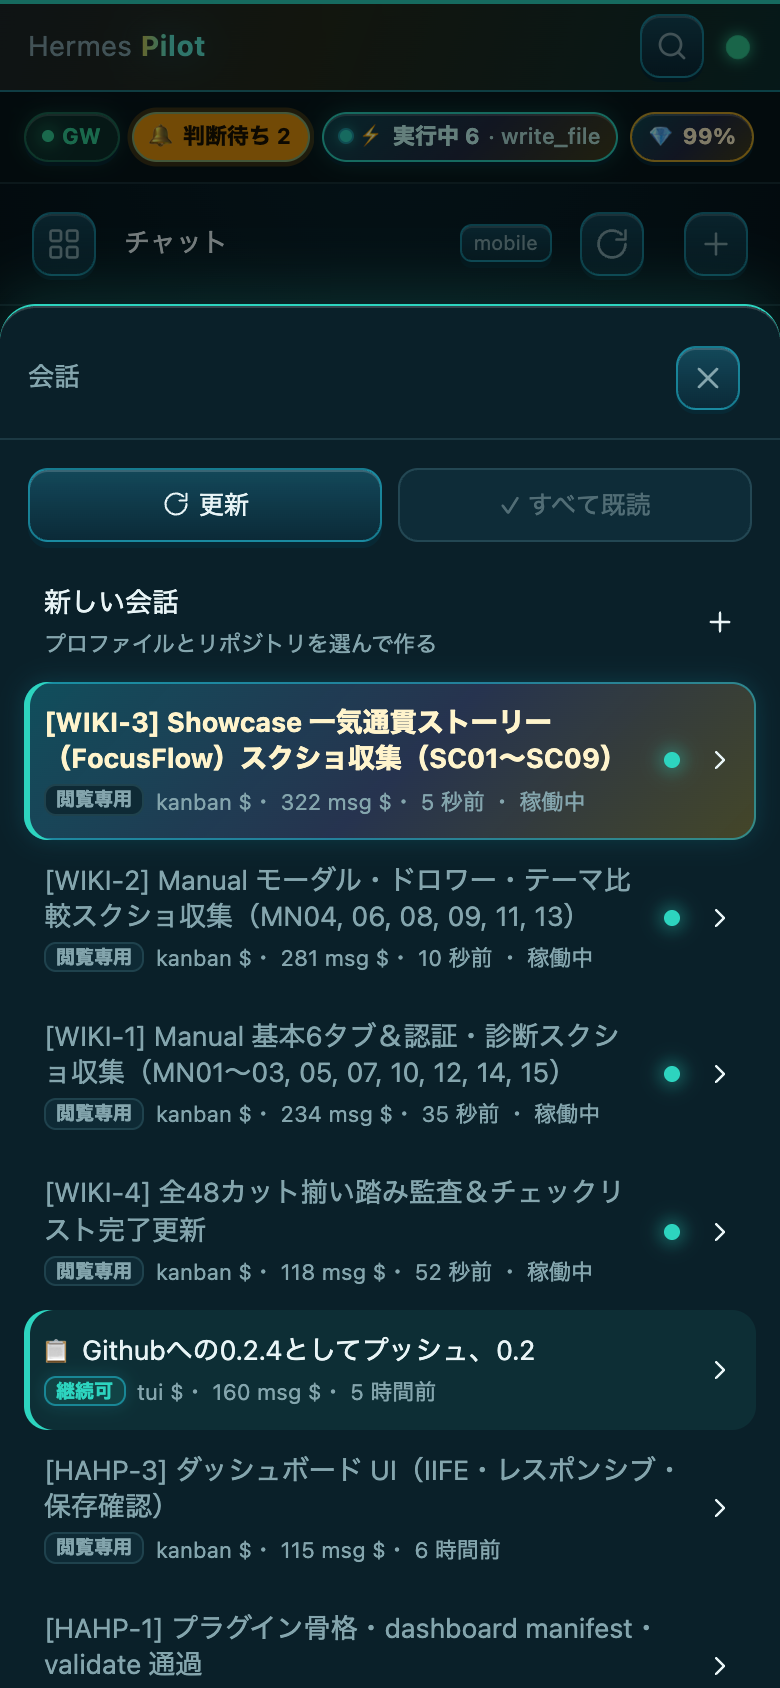 Hermes Pilot
GW
判断待ち 2
実行中 6 · write_file
99%
チャット
mobile
会話
更新
✓ すべて既読
新しい会話
プロファイルとリポジトリを選んで作る
[WIKI-3] Showcase 一気通貫ストーリー
（FocusFlow）スクショ収集（SC01〜SC09）
閲覧専用 kanban $・ 322 msg $・ 5 秒前 ・ 稼働中
[WIKI-2] Manual モーダル・ドロワー・テーマ比
較スクショ収集（MN04, 06, 08, 09, 11, 13）
閲覧専用 kanban $・ 281 msg $・ 10 秒前 ・ 稼働中
[WIKI-1] Manual 基本6タブ＆認証・診断スクシ
ョ収集（MN01〜03, 05, 07, 10, 12, 14, 15）
閲覧専用 kanban $・ 234 msg $・ 35 秒前 ・ 稼働中
[WIKI-4] 全48カット揃い踏み監査＆チェックリ
スト完了更新
閲覧専用 kanban $・ 118 msg $・ 52 秒前 ・ 稼働中
📋 Githubへの0.2.4としてプッシュ、0.2
継続可 tui $・ 160 msg $・ 5 時間前
[HAHP-3] ダッシュボード UI（IIFE・レスポンシブ・
保存確認）
閲覧専用 kanban $・ 115 msg $・ 6 時間前
[HAHP-1] プラグイン骨格・dashboard manifest・
validate 通過